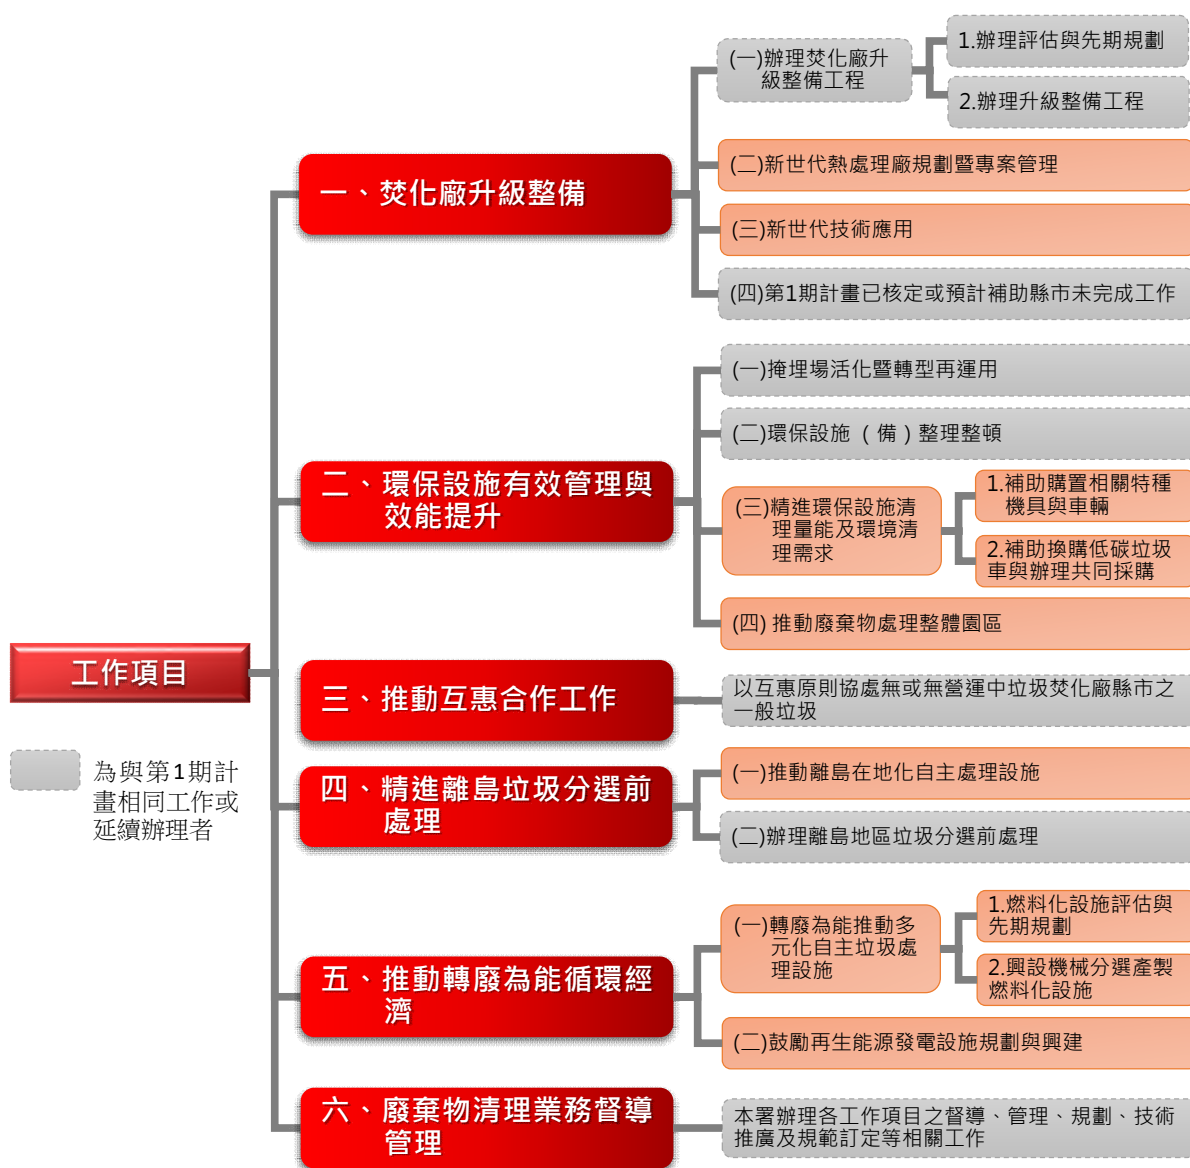 工作項目
為與第1期計
畫相同工作或
延續辦理者
一、焚化廠升級整備
(一)辦理焚化廠升
級整備工程
1.辦理評估與先期規劃
2.辦理升級整備工程
(二)新世代熱處理廠規劃暨專案管理
(三)新世代技術應用
(四)第1期計畫已核定或預計補助縣市未完成工作
二、環保設施有效管理與
效能提升
(一)掩埋場活化暨轉型再運用
(二)環保設施（備）整理整頓
(三)精進環保設施清
理量能及環境清
理需求
1.補助購置相關特種
機具與車輛
2.補助換購低碳垃圾
車與辦理共同採購
(四) 推動廢棄物處理整體園區
三、推動互惠合作工作
以互惠原則協處無或無營運中垃圾焚化廠縣市之
一般垃圾
四、精進離島垃圾分選前
處理
(一)推動離島在地化自主處理設施
(二)辦理離島地區垃圾分選前處理
五、推動轉廢為能循環經
濟
(一)轉廢為能推動多
元化自主垃圾處
理設施
1.燃料化設施評估與
先期規劃
2.興設機械分選產製
燃料化設施
(二)鼓勵再生能源發電設施規劃與興建
六、廢棄物清理業務督導
管理
本署辦理各工作項目之督導、管理、規劃、技術
推廣及規範訂定等相關工作